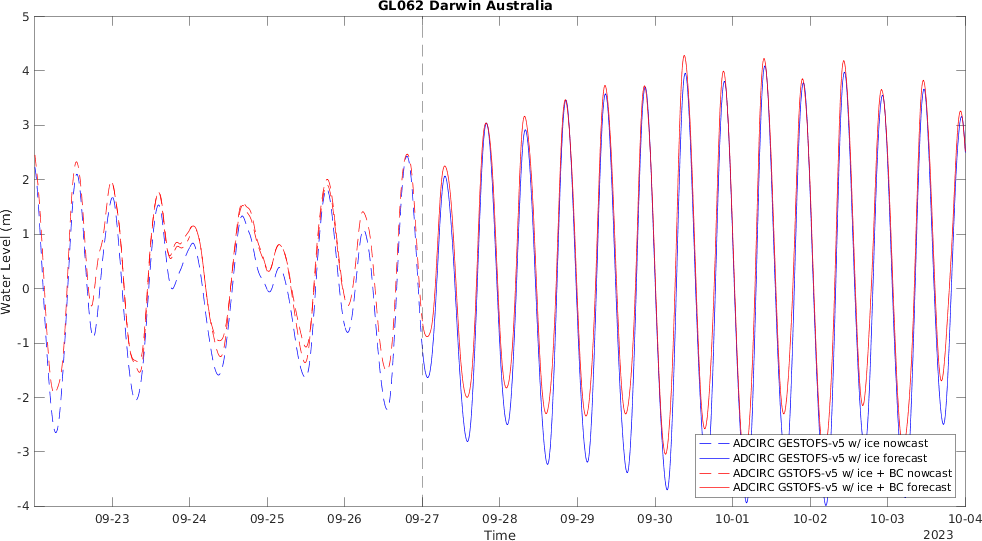 GL062 Darwin Australia
5
4
3
2
1
0
-1
-2
-3
-4
Water Level (m)
ADCIRC GESTOFS-v5 w/ ice nowcast
ADCIRC GESTOFS-v5 w/ ice forecast
ADCIRC GSTOFS-v5 w/ ice + BC nowcast
ADCIRC GSTOFS-v5 w/ ice + BC forecast
09-23 09-24 09-25 09-26 09-27 09-28 09-29 09-30 10-01 10-02 10-03 10-04
Time
2023